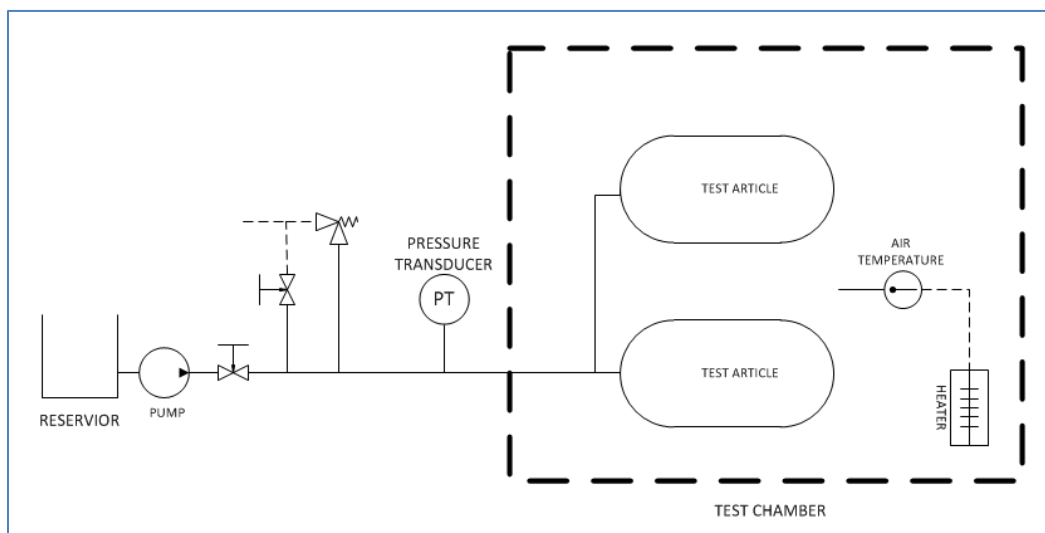 RESERVIOR
PUMP
PRESSURE
TRANSDUCER
PT
TEST ARTICLE
TEST ARTICLE
AIR
TEMPERATURE
HEATER
TEST CHAMBER